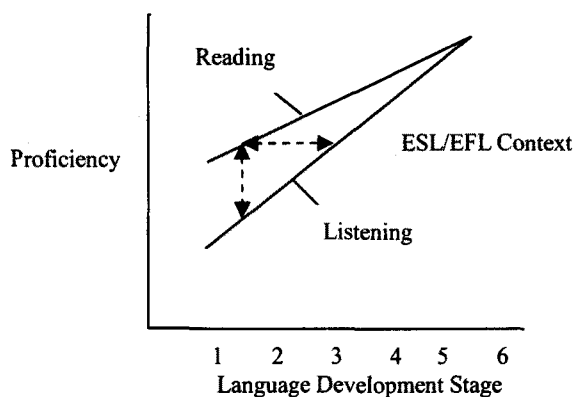 Reading
Proficiency
ESL/EFL Context
Listening
1 2 3 4 5 6
Language Development Stage